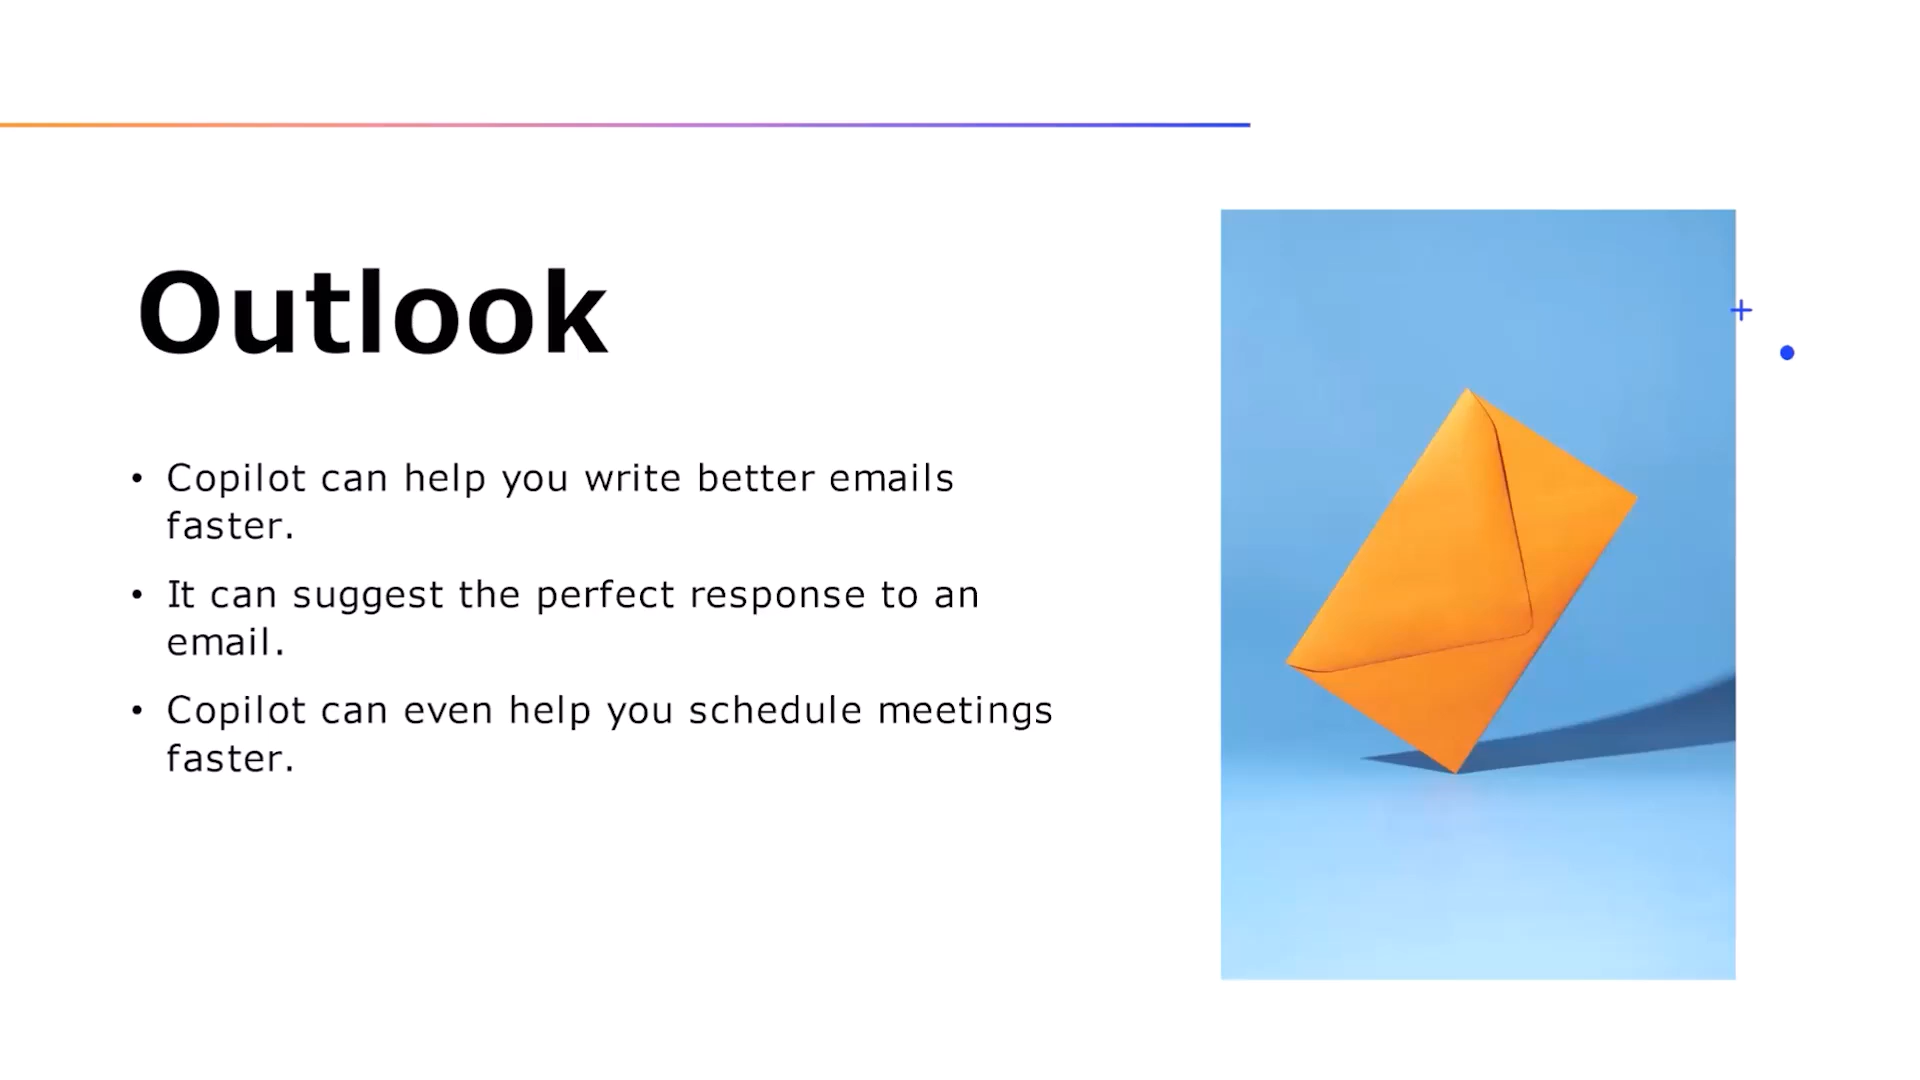 Outlook
• Copilot can help you write better emails
faster.
• It can suggest the perfect response to an
email.
• Copilot can even help you schedule meetings
faster.